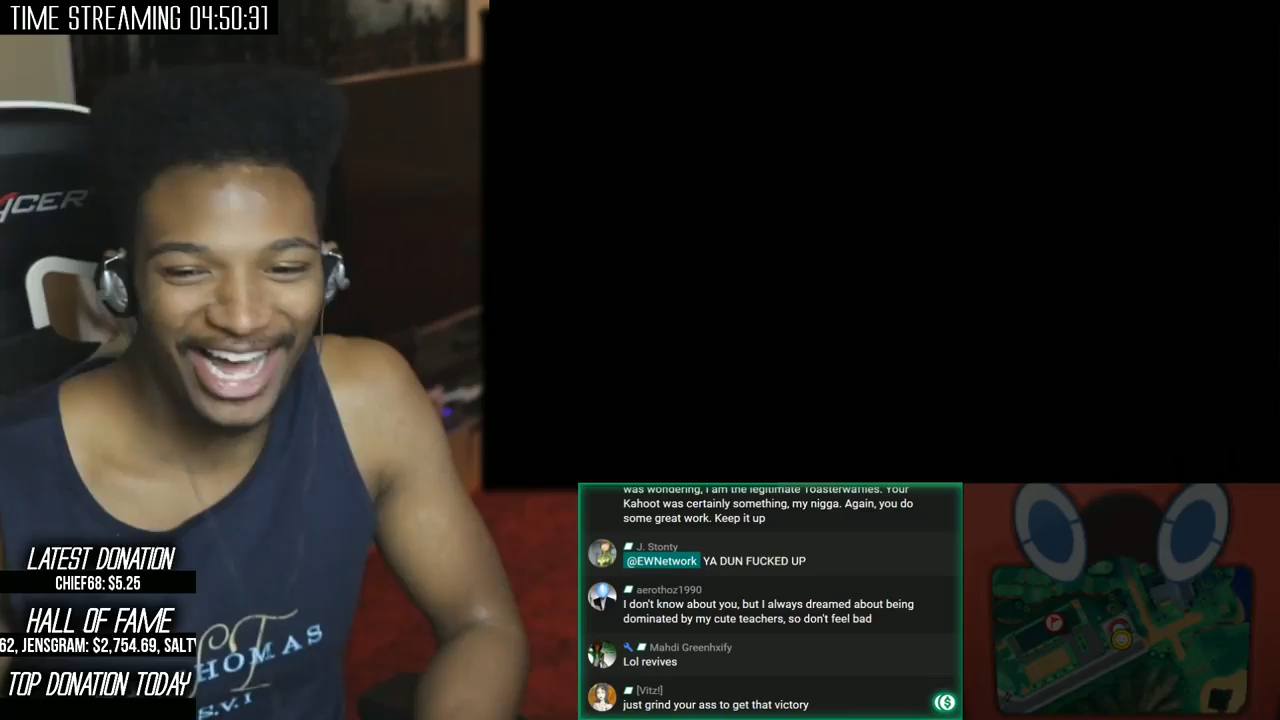 TIME STREAMING 04:50:31
ACER
was wondering, I am the legitimate Toasterwaffles. Your
Kahoot was certainly something, my nigga. Again, you do
some great work. Keep it up
J. Stonty
@EWNetwork YA DUN FUCKED UP
aerothoz1990
I don't know about you, but I always dreamed about being
dominated by my cute teachers, so don't feel bad
Mahdi Greenhxify
Lol revives
[Vitz!]
just grind your ass to get that victory
LATEST DONATION
CHIEF68: $5.25
HALL OF FAME
62, JENSGRAM: $2,754.69, SALT
TOP DONATION TODAY
ST
THOMAS
U.S.V.I